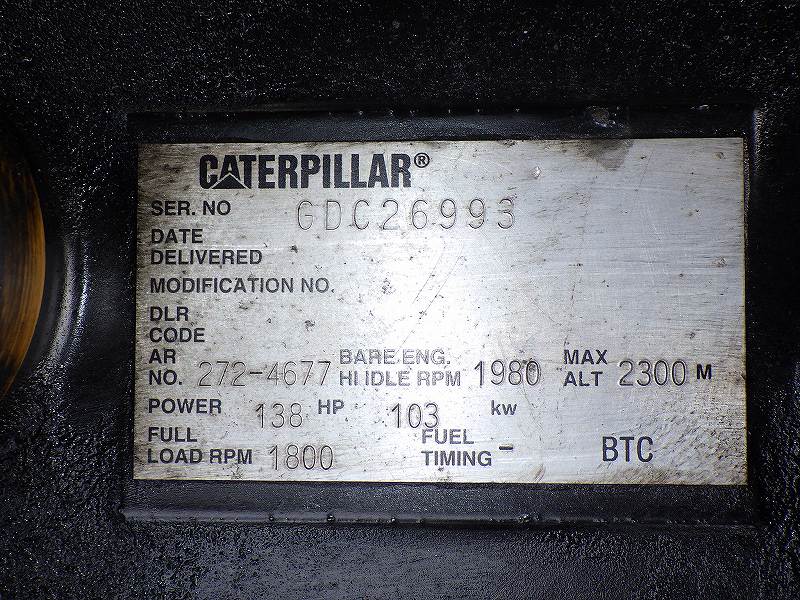 CATERPILLAR®
SER. NO GDC26993
DATE
DELIVERED
MODIFICATION NO.
DLR
CODE
AR
NO. 272-4677 BARE ENG. HI IDLE RPM 1980 MAX ALT 2300 M
POWER 138 HP 103 kw
FULL
LOAD RPM 1800 FUEL TIMING - BTC